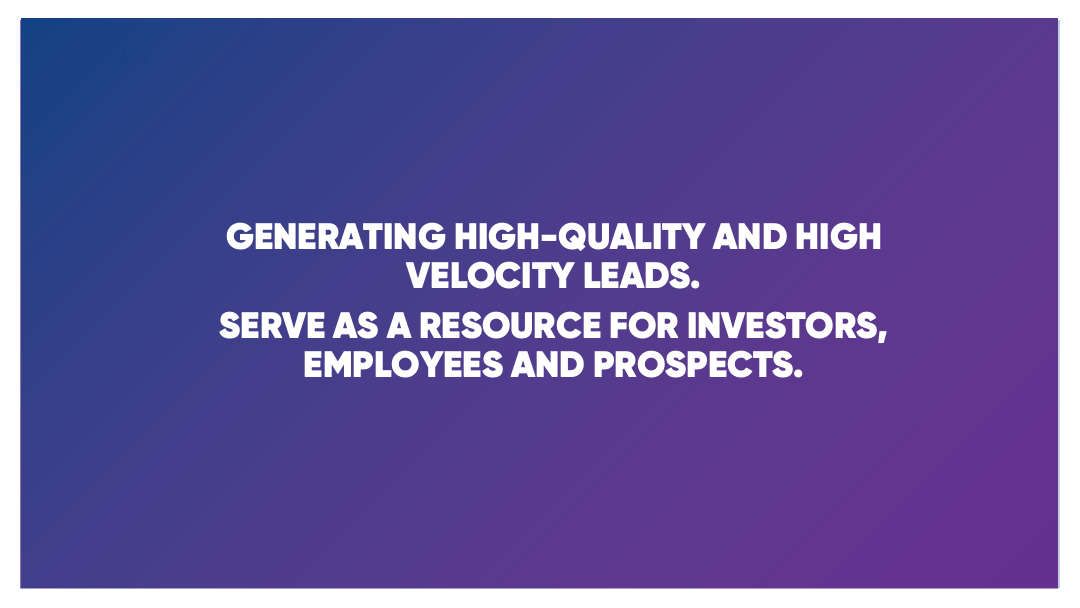 GENERATING HIGH-QUALITY AND HIGH
VELOCITY LEADS.
SERVE AS A RESOURCE FOR INVESTORS,
EMPLOYEES AND PROSPECTS.